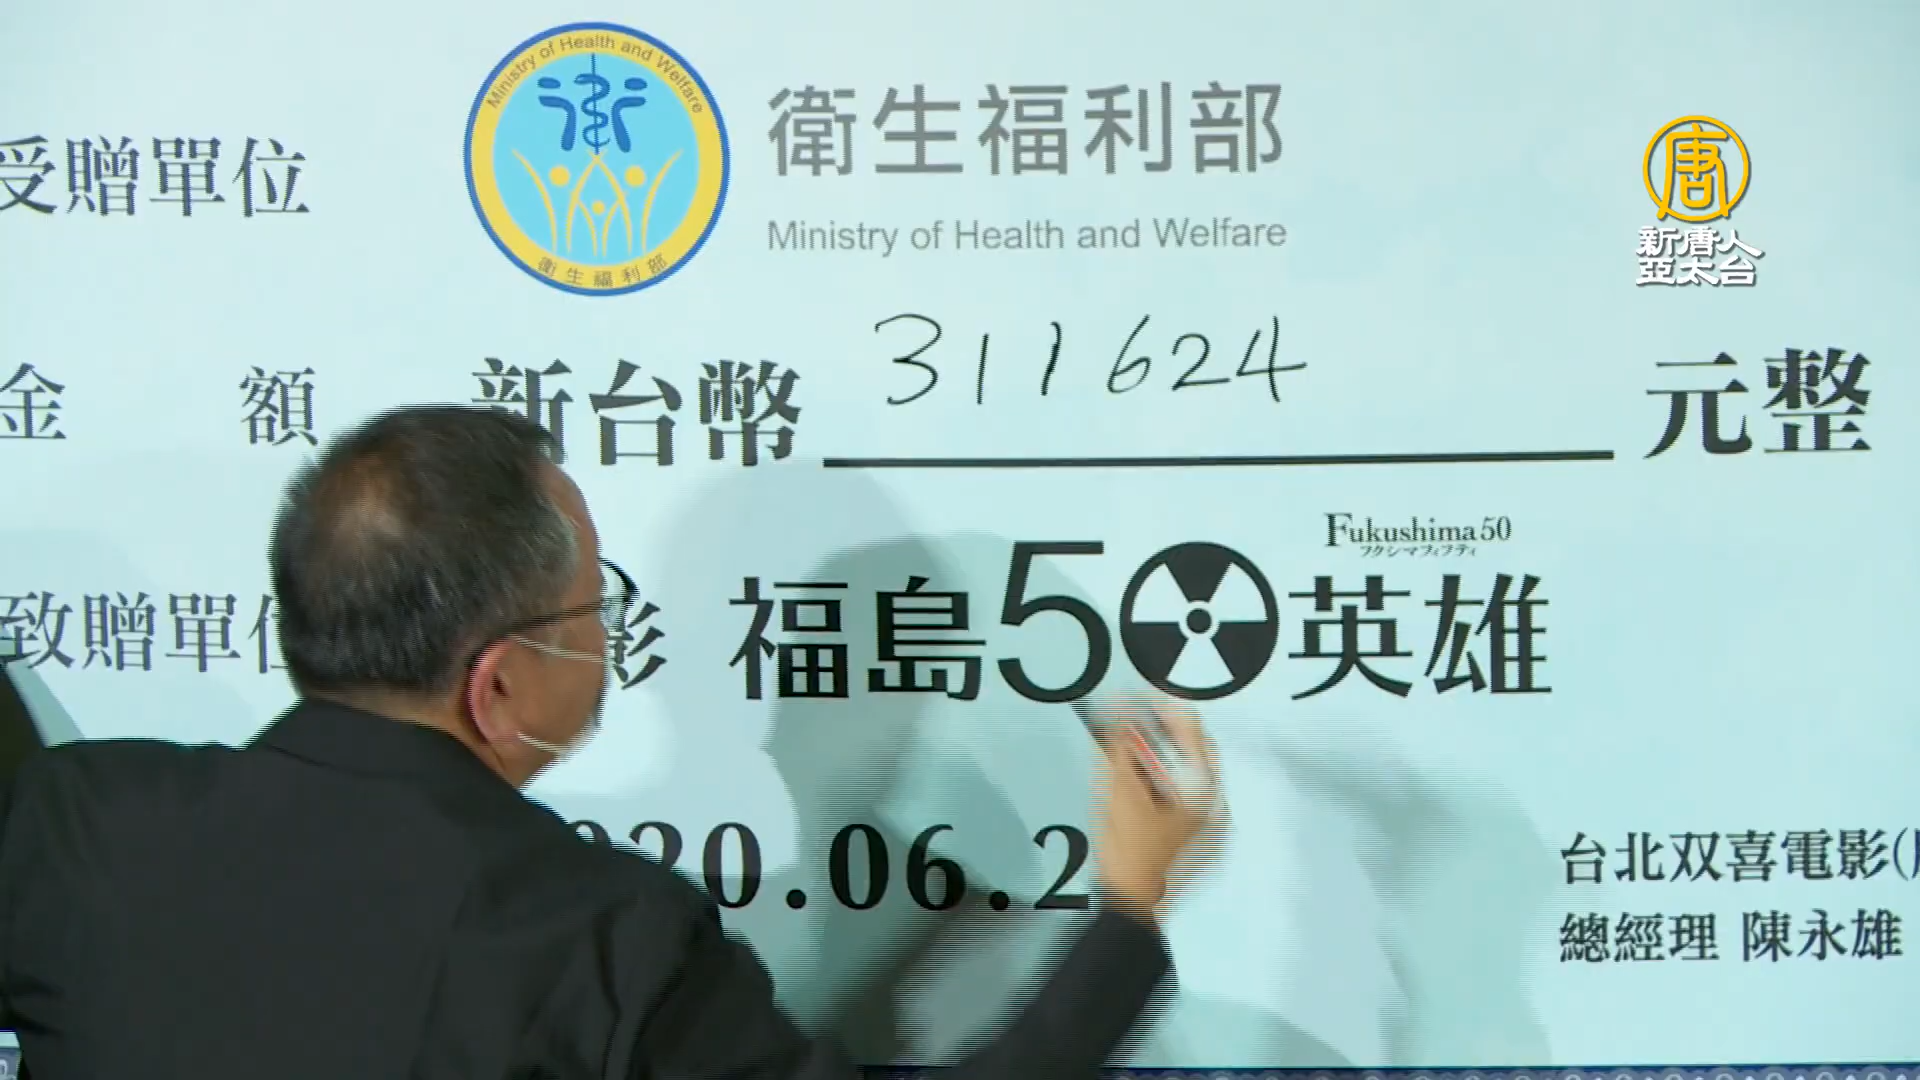 Ministry of Health and Welfare
衛生福利部
衛生福利部
Ministry of Health and Welfare
唐
新唐人
亞太台
受贈單位
金額 新台幣 311624 元整
Fukushima 50
フクシマフィフティ
致贈單位 影 福島50英雄
020.06.2
台北双喜電影(
總經理 陳永雄